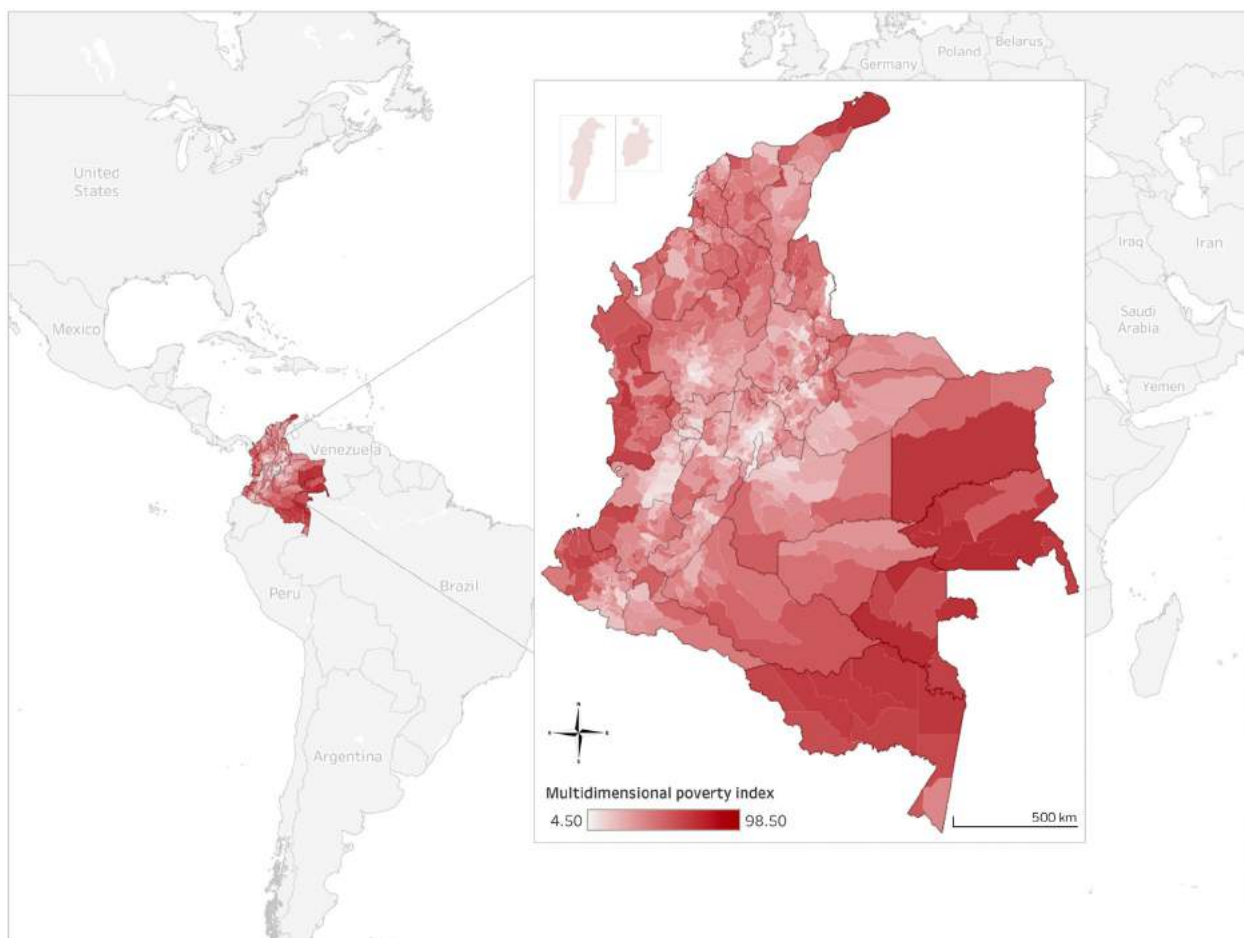 Belarus
Poland
Germany
United
States
Iraq
Iran
Mexico
Saudi
Arabia
Yemen
Venezuela
Brazil
Peru
Argentina
N
S
Multidimensional poverty index
4.50
98.50
500 km